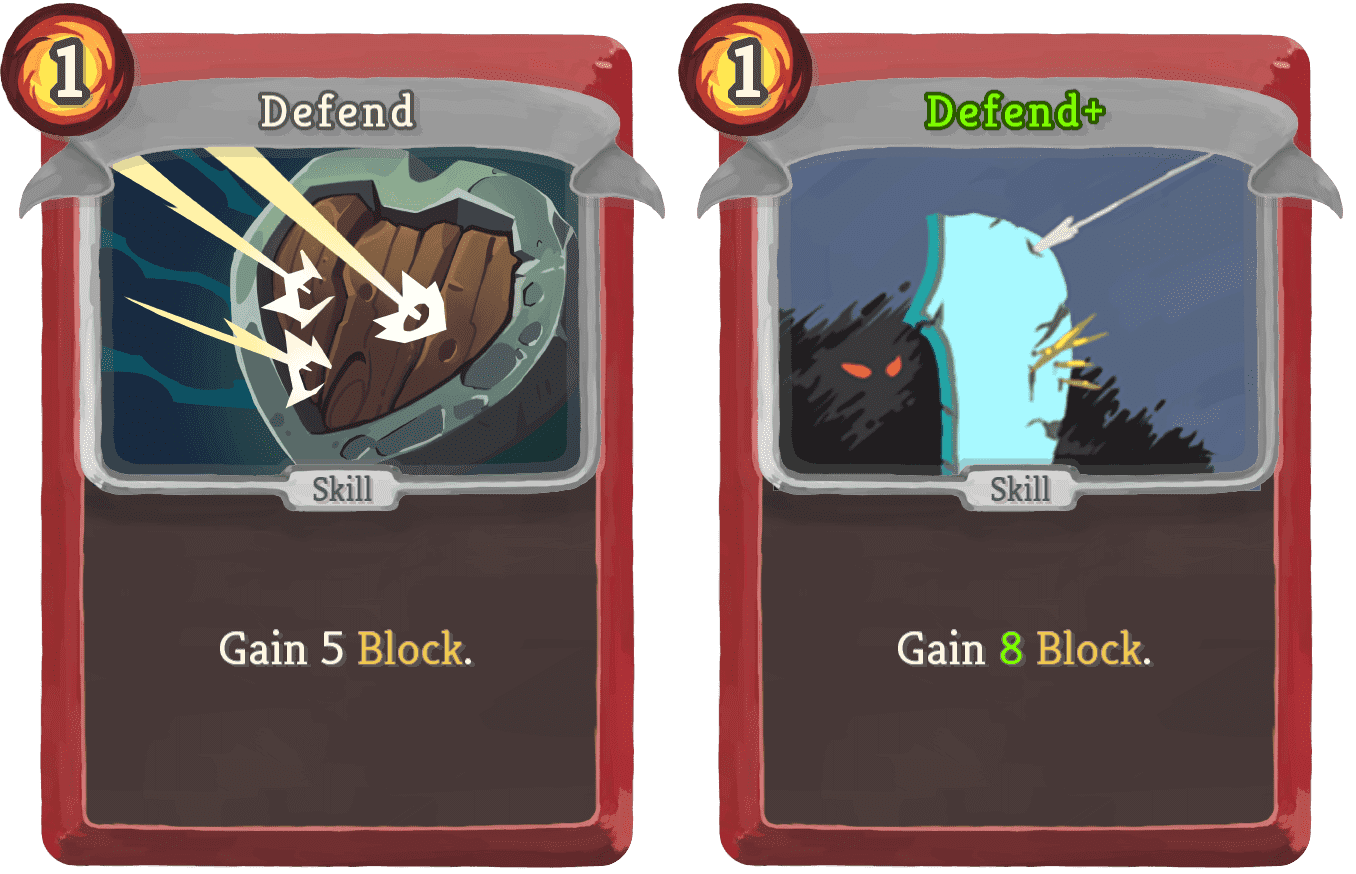 1
Defend
Skill
Gain 5 Block.
1
Defend+
Skill
Gain 8 Block.